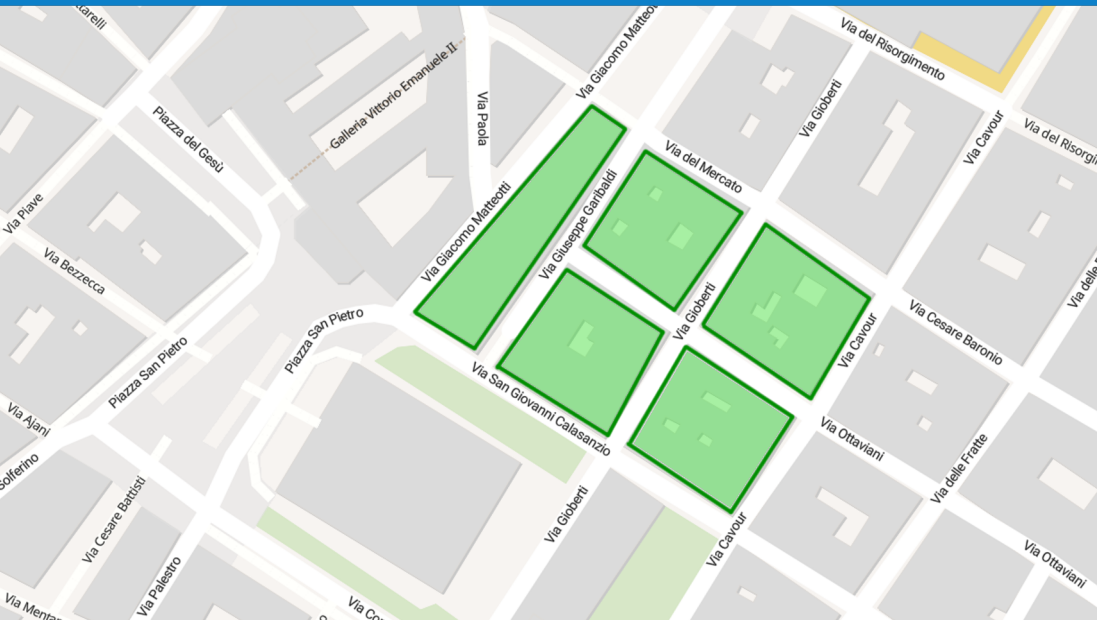 Via Giacomo Matteotti
Via del Risorgimento
Galleria Vittorio Emanuele II
Via Paola
Via Gioberti
Via Cavour
Piazza del Gesù
Via del Mercato
Via Piave
Via Giacomo Matteotti
Via Giuseppe Garibaldi
Via Bezzecca
Via Gioberti
Via Cesare Baronio
Piazza San Pietro
Via Cavour
Piazza San Pietro
Via San Giovanni Calasanzio
Via Ajani
Via Ottaviani
Solferino
Via delle Fratte
Via Cesare Battisti
Via Gioberti
Via Cavour
Via Ottaviani
Via Palestro